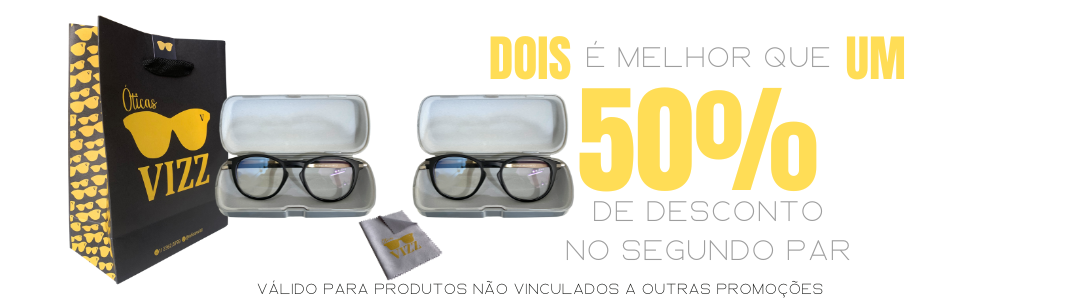 DOIS É MELHOR QUE UM
50%
DE DESCONTO
NO SEGUNDO PAR
VÁLIDO PARA PRODUTOS NÃO VINCULADOS A OUTRAS PROMOÇÕES
Óticas
VIZZ
VIZZ